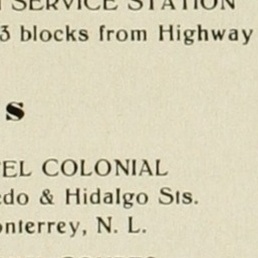 SERVICE STATION
3 blocks from Highway
s
EL COLONIAL
edo & Hidalgo Sts.
onterrey, N. L.